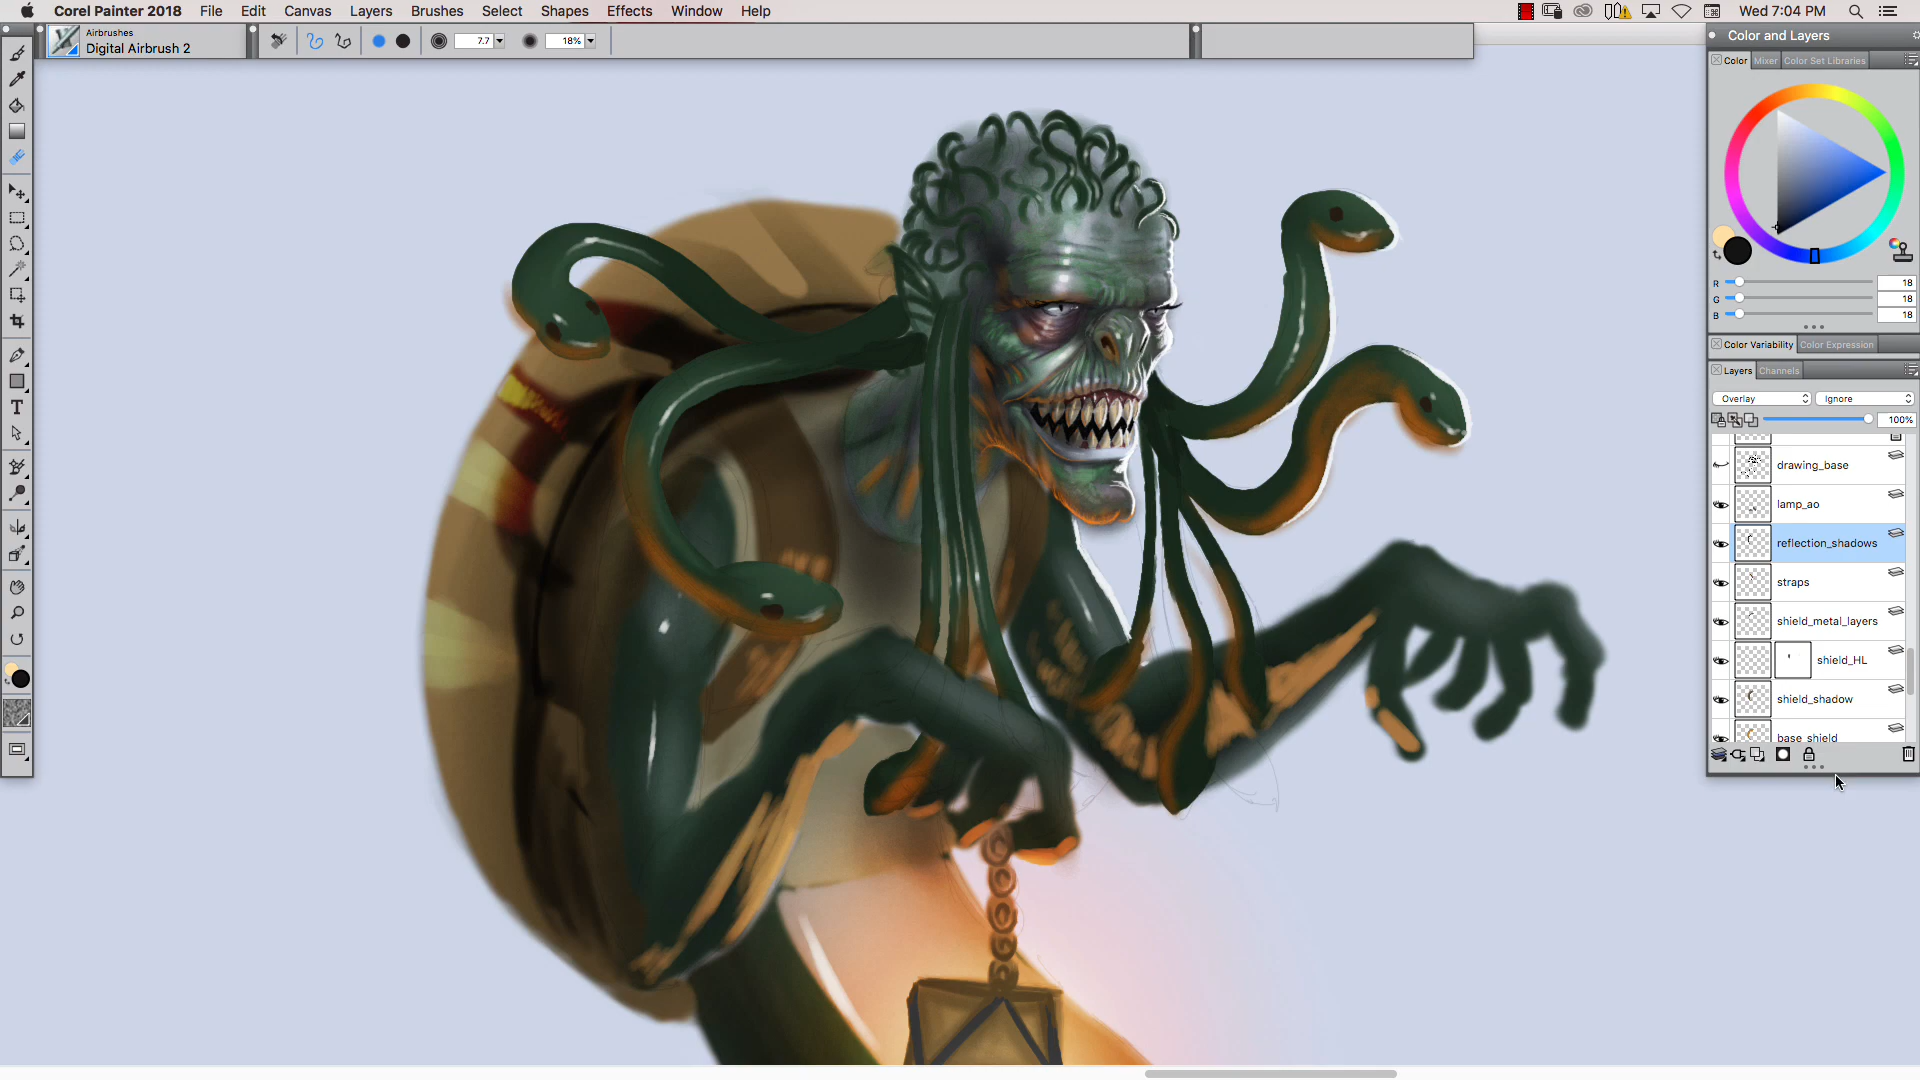 Corel Painter 2018 File Edit Canvas Layers Brushes Select Shapes Effects Window Help Wed 7:04 PM
Airbrushes
Digital Airbrush 2
7.7
18%
Color and Layers
Color Mixer Color Set Libraries
R 18
G 18
B 18
Color Variability Color Expression
Layers Channels
Overlay Ignore
100%
drawing_base
lamp_ao
reflection_shadows
straps
shield_metal_layers
shield_HL
shield_shadow
base_shield
T